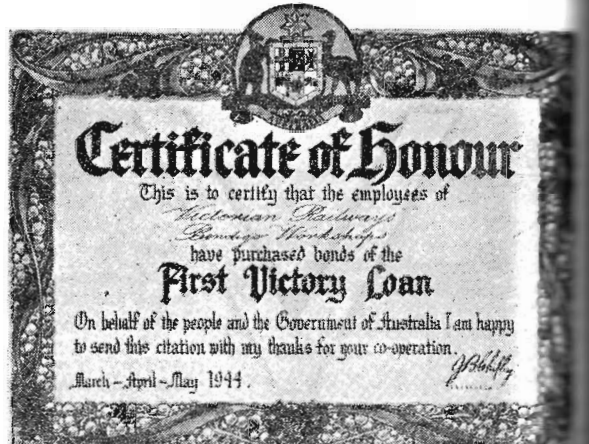 Certificate of Honour
This is to certify that the employees of
Victorian Railways
Bendigo Workshops
have purchased bonds of the
First Victory Loan
On behalf of the people and the Government of Australia I am happy
to send this citation with my thanks for your co-operation.
March – April – May 1944.